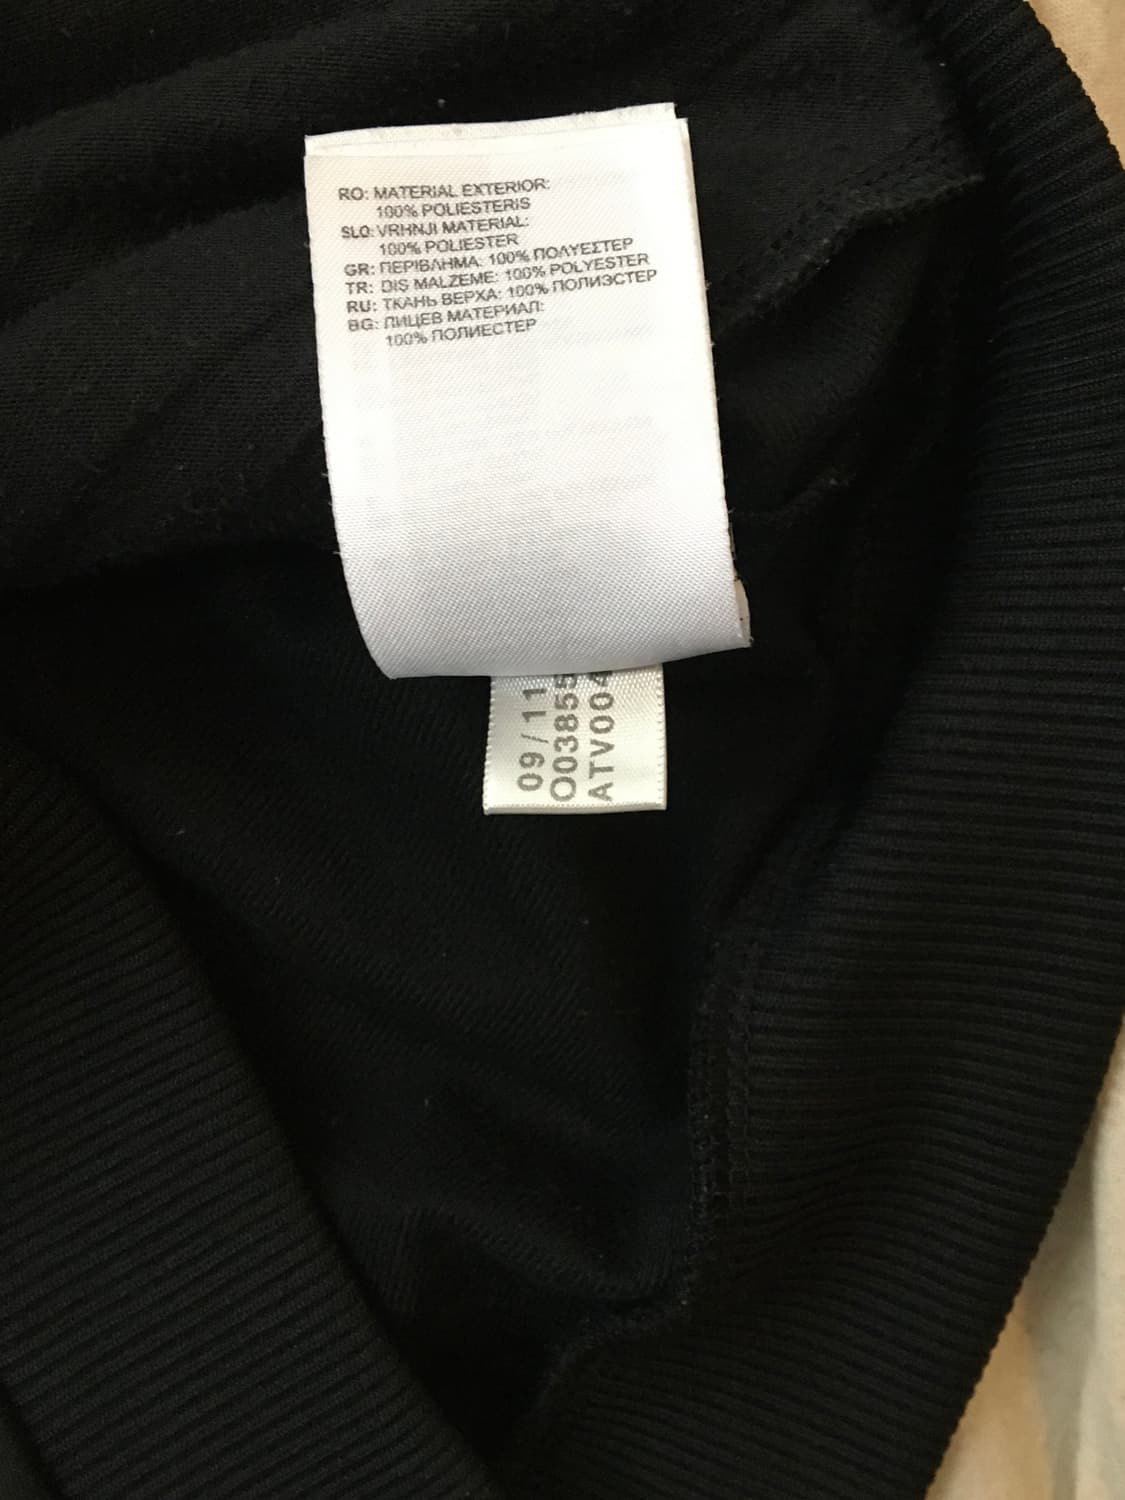 RO: MATERIAL EXTERIOR:
100% POLIESTERIS
SLO: VRHNJI MATERIAL:
100% POLIESTER
GR: ΠΕΡΙΒΛΗΜΑ: 100% ΠΟΛΥΕΣΤΕΡ
TR: DIŞ MALZEME: 100% POLYESTER
RU: ТКАНЬ ВЕРХА: 100% ПОЛИЭСТЕР
BG: ЛИЦЕВ МАТЕРИАЛ:
100% ПОЛИЕСТЕР
09/11
O03855
ATV004